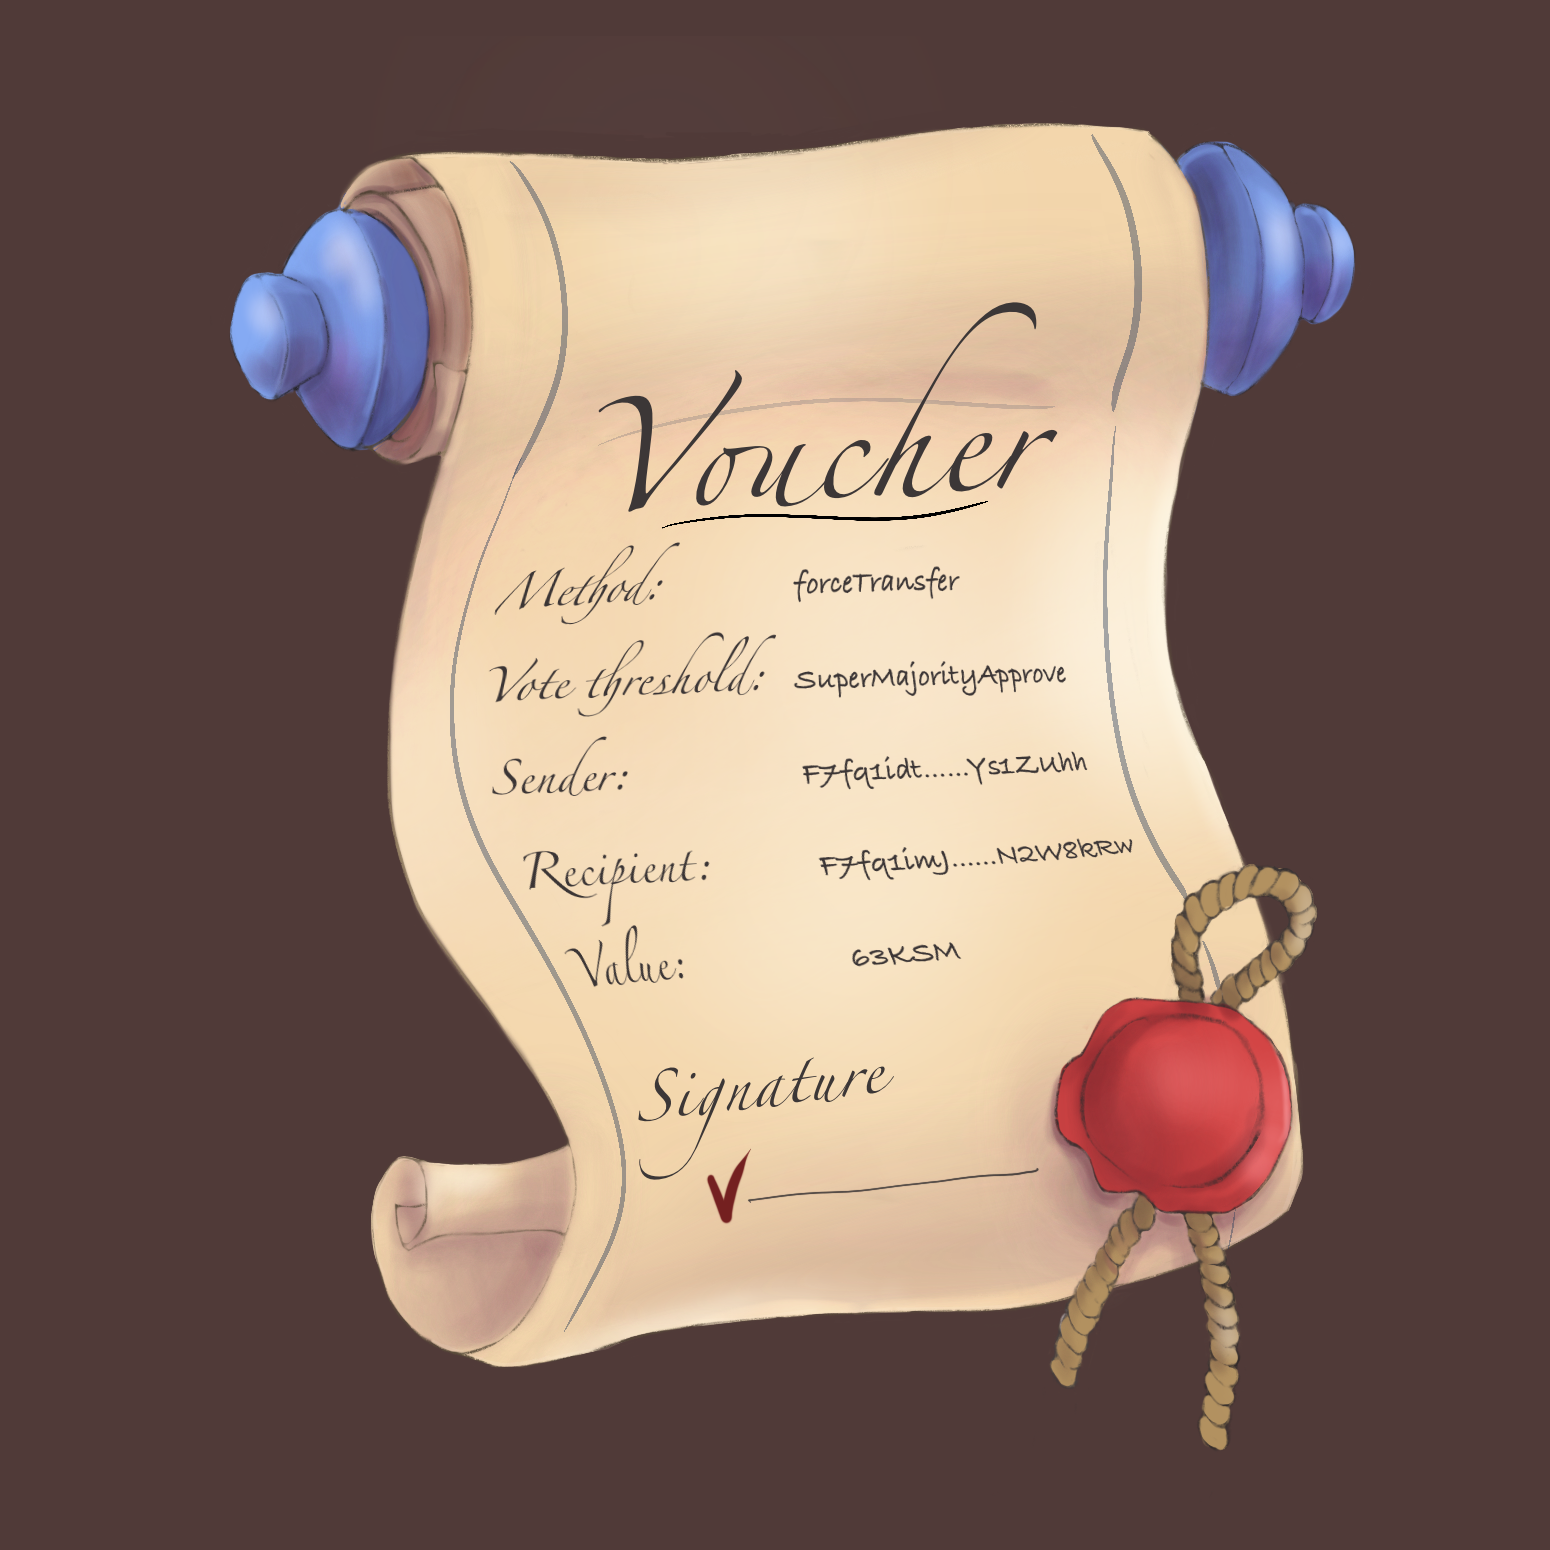 Voucher
Method: forceTransfer
Vote threshold: SuperMajorityApprove
Sender: F7fq1idt......Ys1ZUhh
Recipient: F7fq1imJ......N2W8kRw
Value: 63KSM
Signature